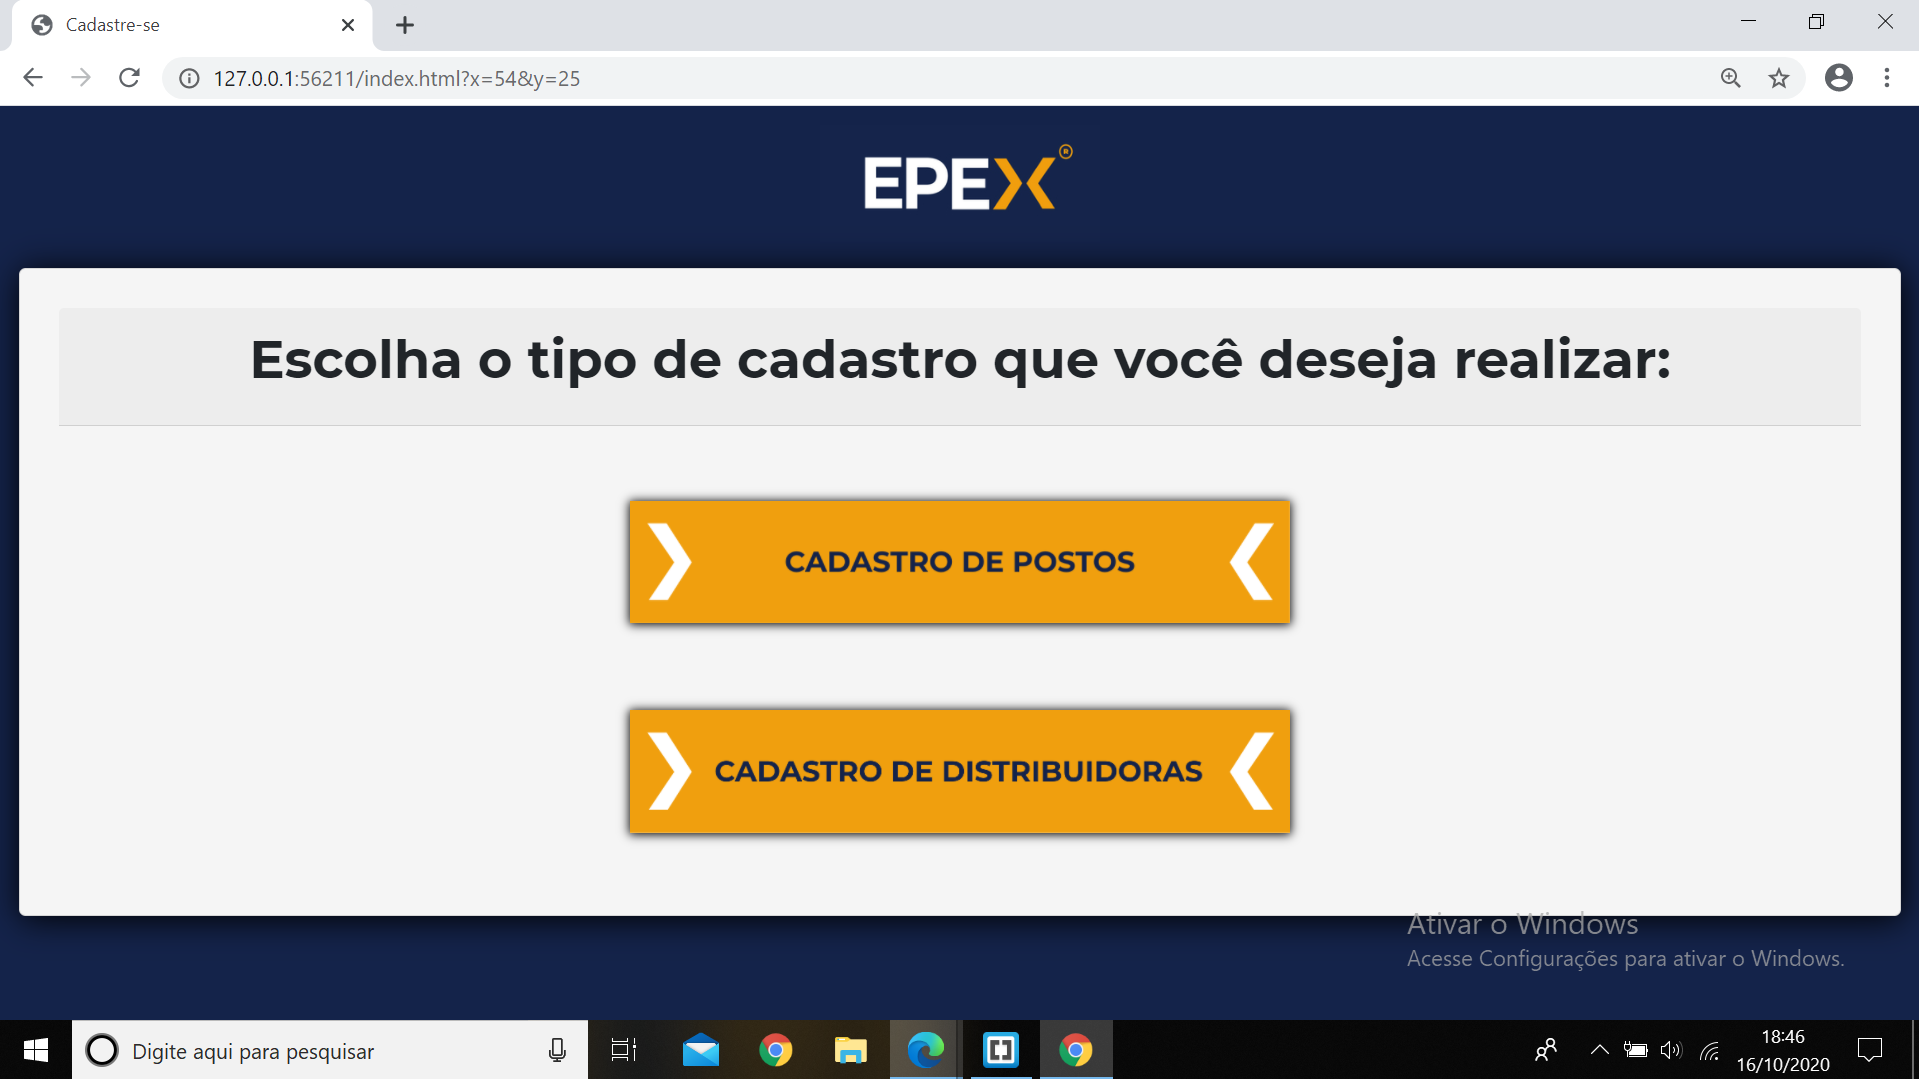 Cadastre-se
127.0.0.1:56211/index.html?x=54&y=25
EPEX®
Escolha o tipo de cadastro que você deseja realizar:
CADASTRO DE POSTOS
CADASTRO DE DISTRIBUIDORAS
Ativar o Windows
Acesse Configurações para ativar o Windows.
Digite aqui para pesquisar
18:46
16/10/2020